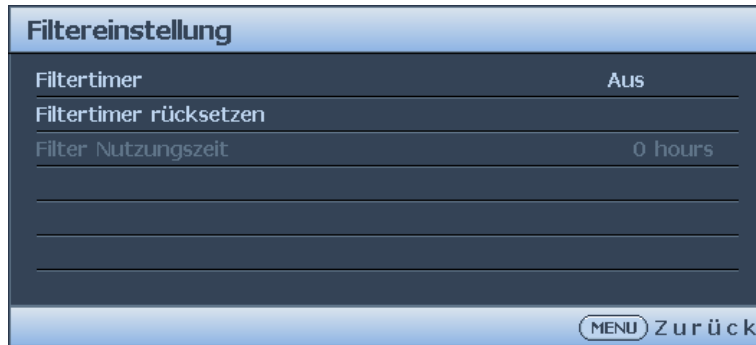 Filtereinstellung
Filtertimer Aus
Filtertimer rücksetzen
Filter Nutzungszeit 0 hours
MENU Zurück